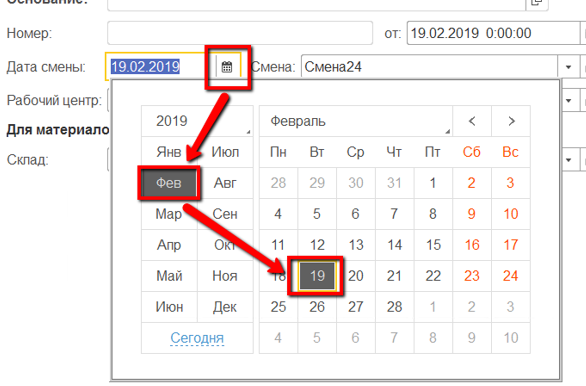 Основание:
Номер: от: 19.02.2019 0:00:00
Дата смены: 19.02.2019 Смена: Смена24
Рабочий центр:
2019 Февраль < >
Янв Июл Пн Вт Ср Чт Пт Сб Вс
Фев Авг 28 29 30 31 1 2 3
Мар Сен 4 5 6 7 8 9 10
Апр Окт 11 12 13 14 15 16 17
Май Ноя 18 19 20 21 22 23 24
Июн Дек 25 26 27 28 1 2 3
Сегодня 4 5 6 7 8 9 10
Для материало
Склад: